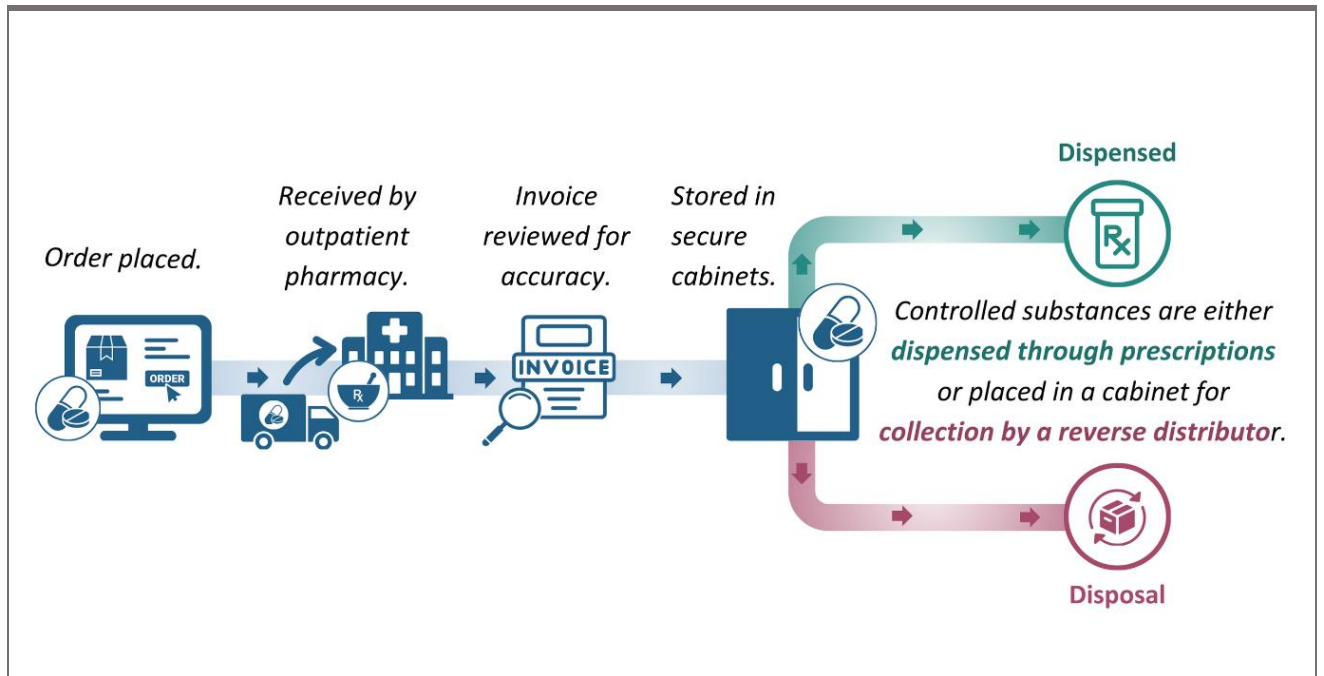 Order placed.
ORDER
Received by
outpatient
pharmacy.
Rx
Invoice
reviewed for
accuracy.
INVOICE
Stored in
secure
cabinets.
Dispensed
Rx
Controlled substances are either
dispensed through prescriptions
or placed in a cabinet for
collection by a reverse distributor.
Disposal